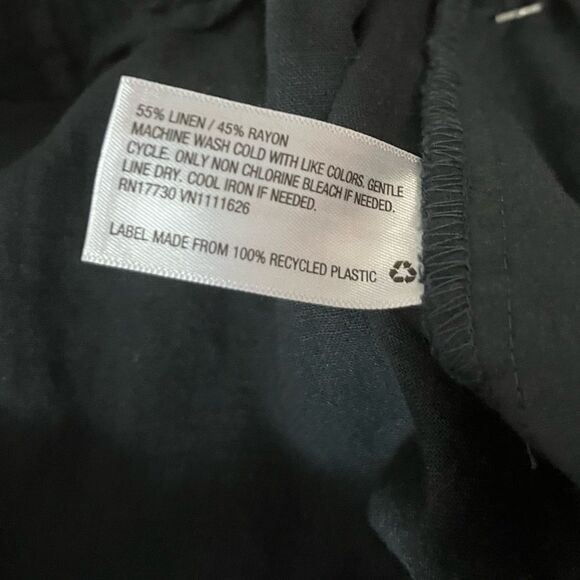 55% LINEN / 45% RAYON
MACHINE WASH COLD WITH LIKE COLORS, GENTLE
CYCLE. ONLY NON CHLORINE BLEACH IF NEEDED.
LINE DRY. COOL IRON IF NEEDED.
RN17730 VN1111626
LABEL MADE FROM 100% RECYCLED PLASTIC